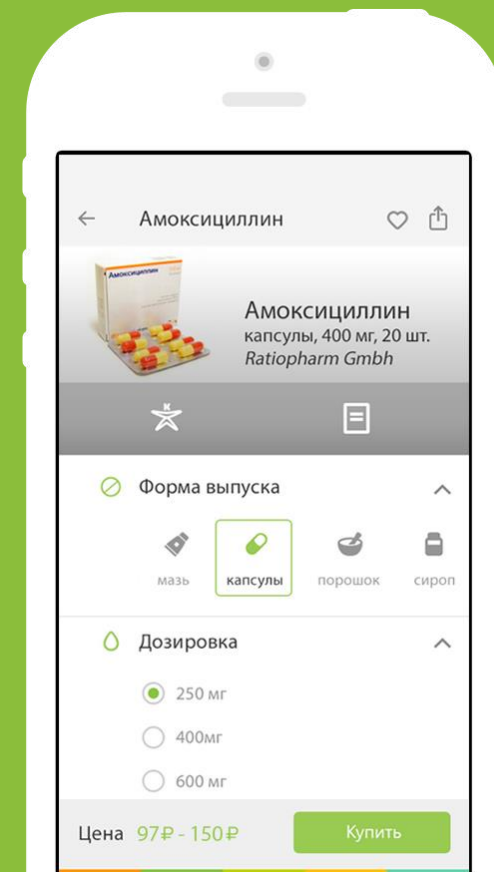 Амоксициллин
Амоксициллин
Амоксициллин
капсулы, 400 мг, 20 шт.
Ratiopharm Gmbh
К
Форма выпуска
мазь капсулы порошок сироп
Дозировка
250 мг
400мг
600 мг
Цена 97₽ - 150₽ Купить